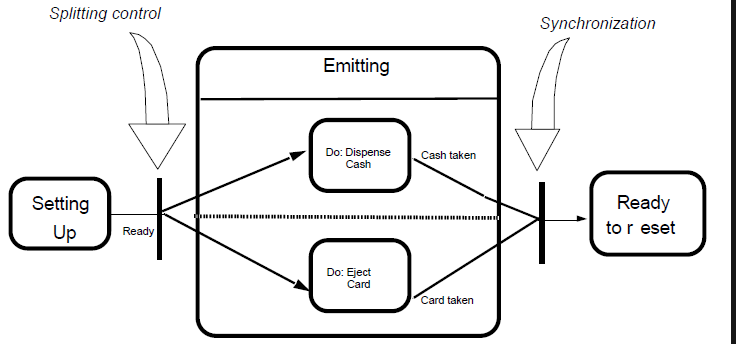 Splitting control
Synchronization
Emitting
Do: Dispense
Cash
Cash taken
Setting
Up
Ready
Ready
to r eset
Do: Eject
Card
Card taken